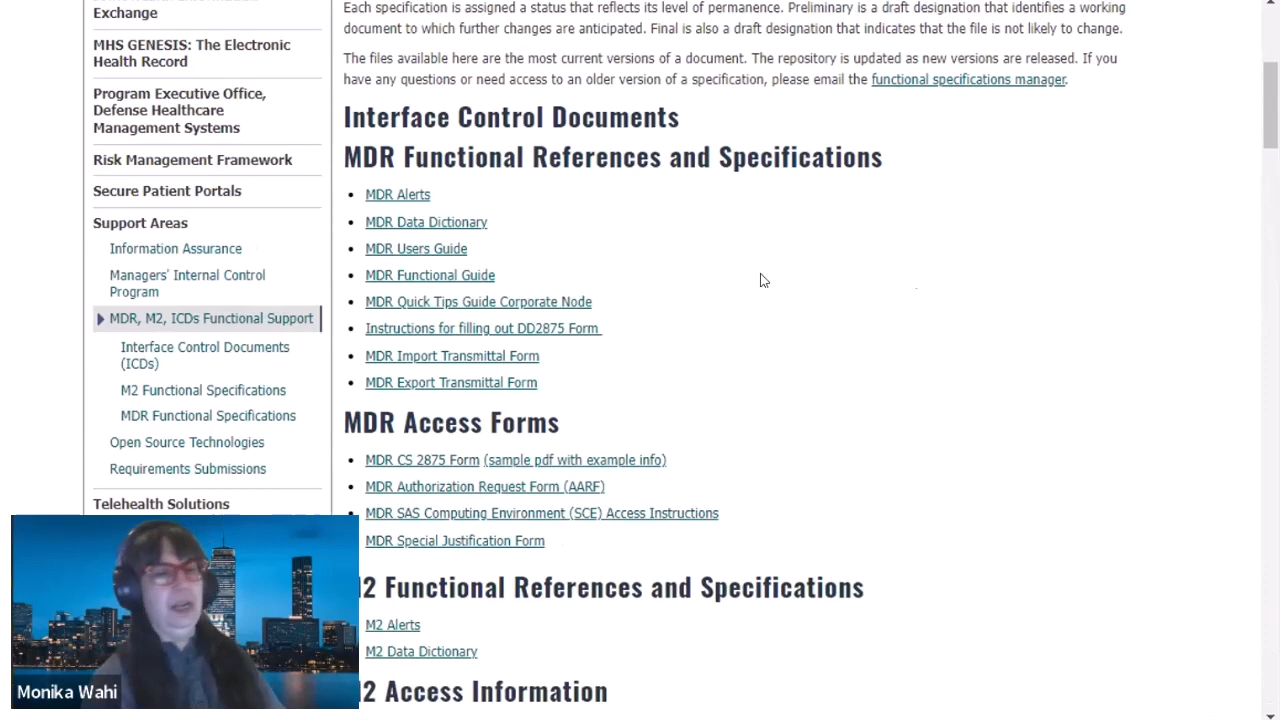 Exchange
MHS GENESIS: The Electronic
Health Record
Program Executive Office,
Defense Healthcare
Management Systems
Risk Management Framework
Secure Patient Portals
Support Areas
Information Assurance
Managers' Internal Control
Program
MDR, M2, ICDs Functional Support
Interface Control Documents
(ICDs)
M2 Functional Specifications
MDR Functional Specifications
Open Source Technologies
Requirements Submissions
Telehealth Solutions
Each specification is assigned a status that reflects its level of permanence. Preliminary is a draft designation that identifies a working
document to which further changes are anticipated. Final is also a draft designation that indicates that the file is not likely to change.
The files available here are the most current versions of a document. The repository is updated as new versions are released. If you
have any questions or need access to an older version of a specification, please email the functional specifications manager.
Interface Control Documents
MDR Functional References and Specifications
MDR Alerts
MDR Data Dictionary
MDR Users Guide
MDR Functional Guide
MDR Quick Tips Guide Corporate Node
Instructions for filling out DD2875 Form
MDR Import Transmittal Form
MDR Export Transmittal Form
MDR Access Forms
MDR CS 2875 Form (sample pdf with example info)
MDR Authorization Request Form (AARF)
MDR SAS Computing Environment (SCE) Access Instructions
MDR Special Justification Form
2 Functional References and Specifications
M2 Alerts
M2 Data Dictionary
2 Access Information
Monika Wahi